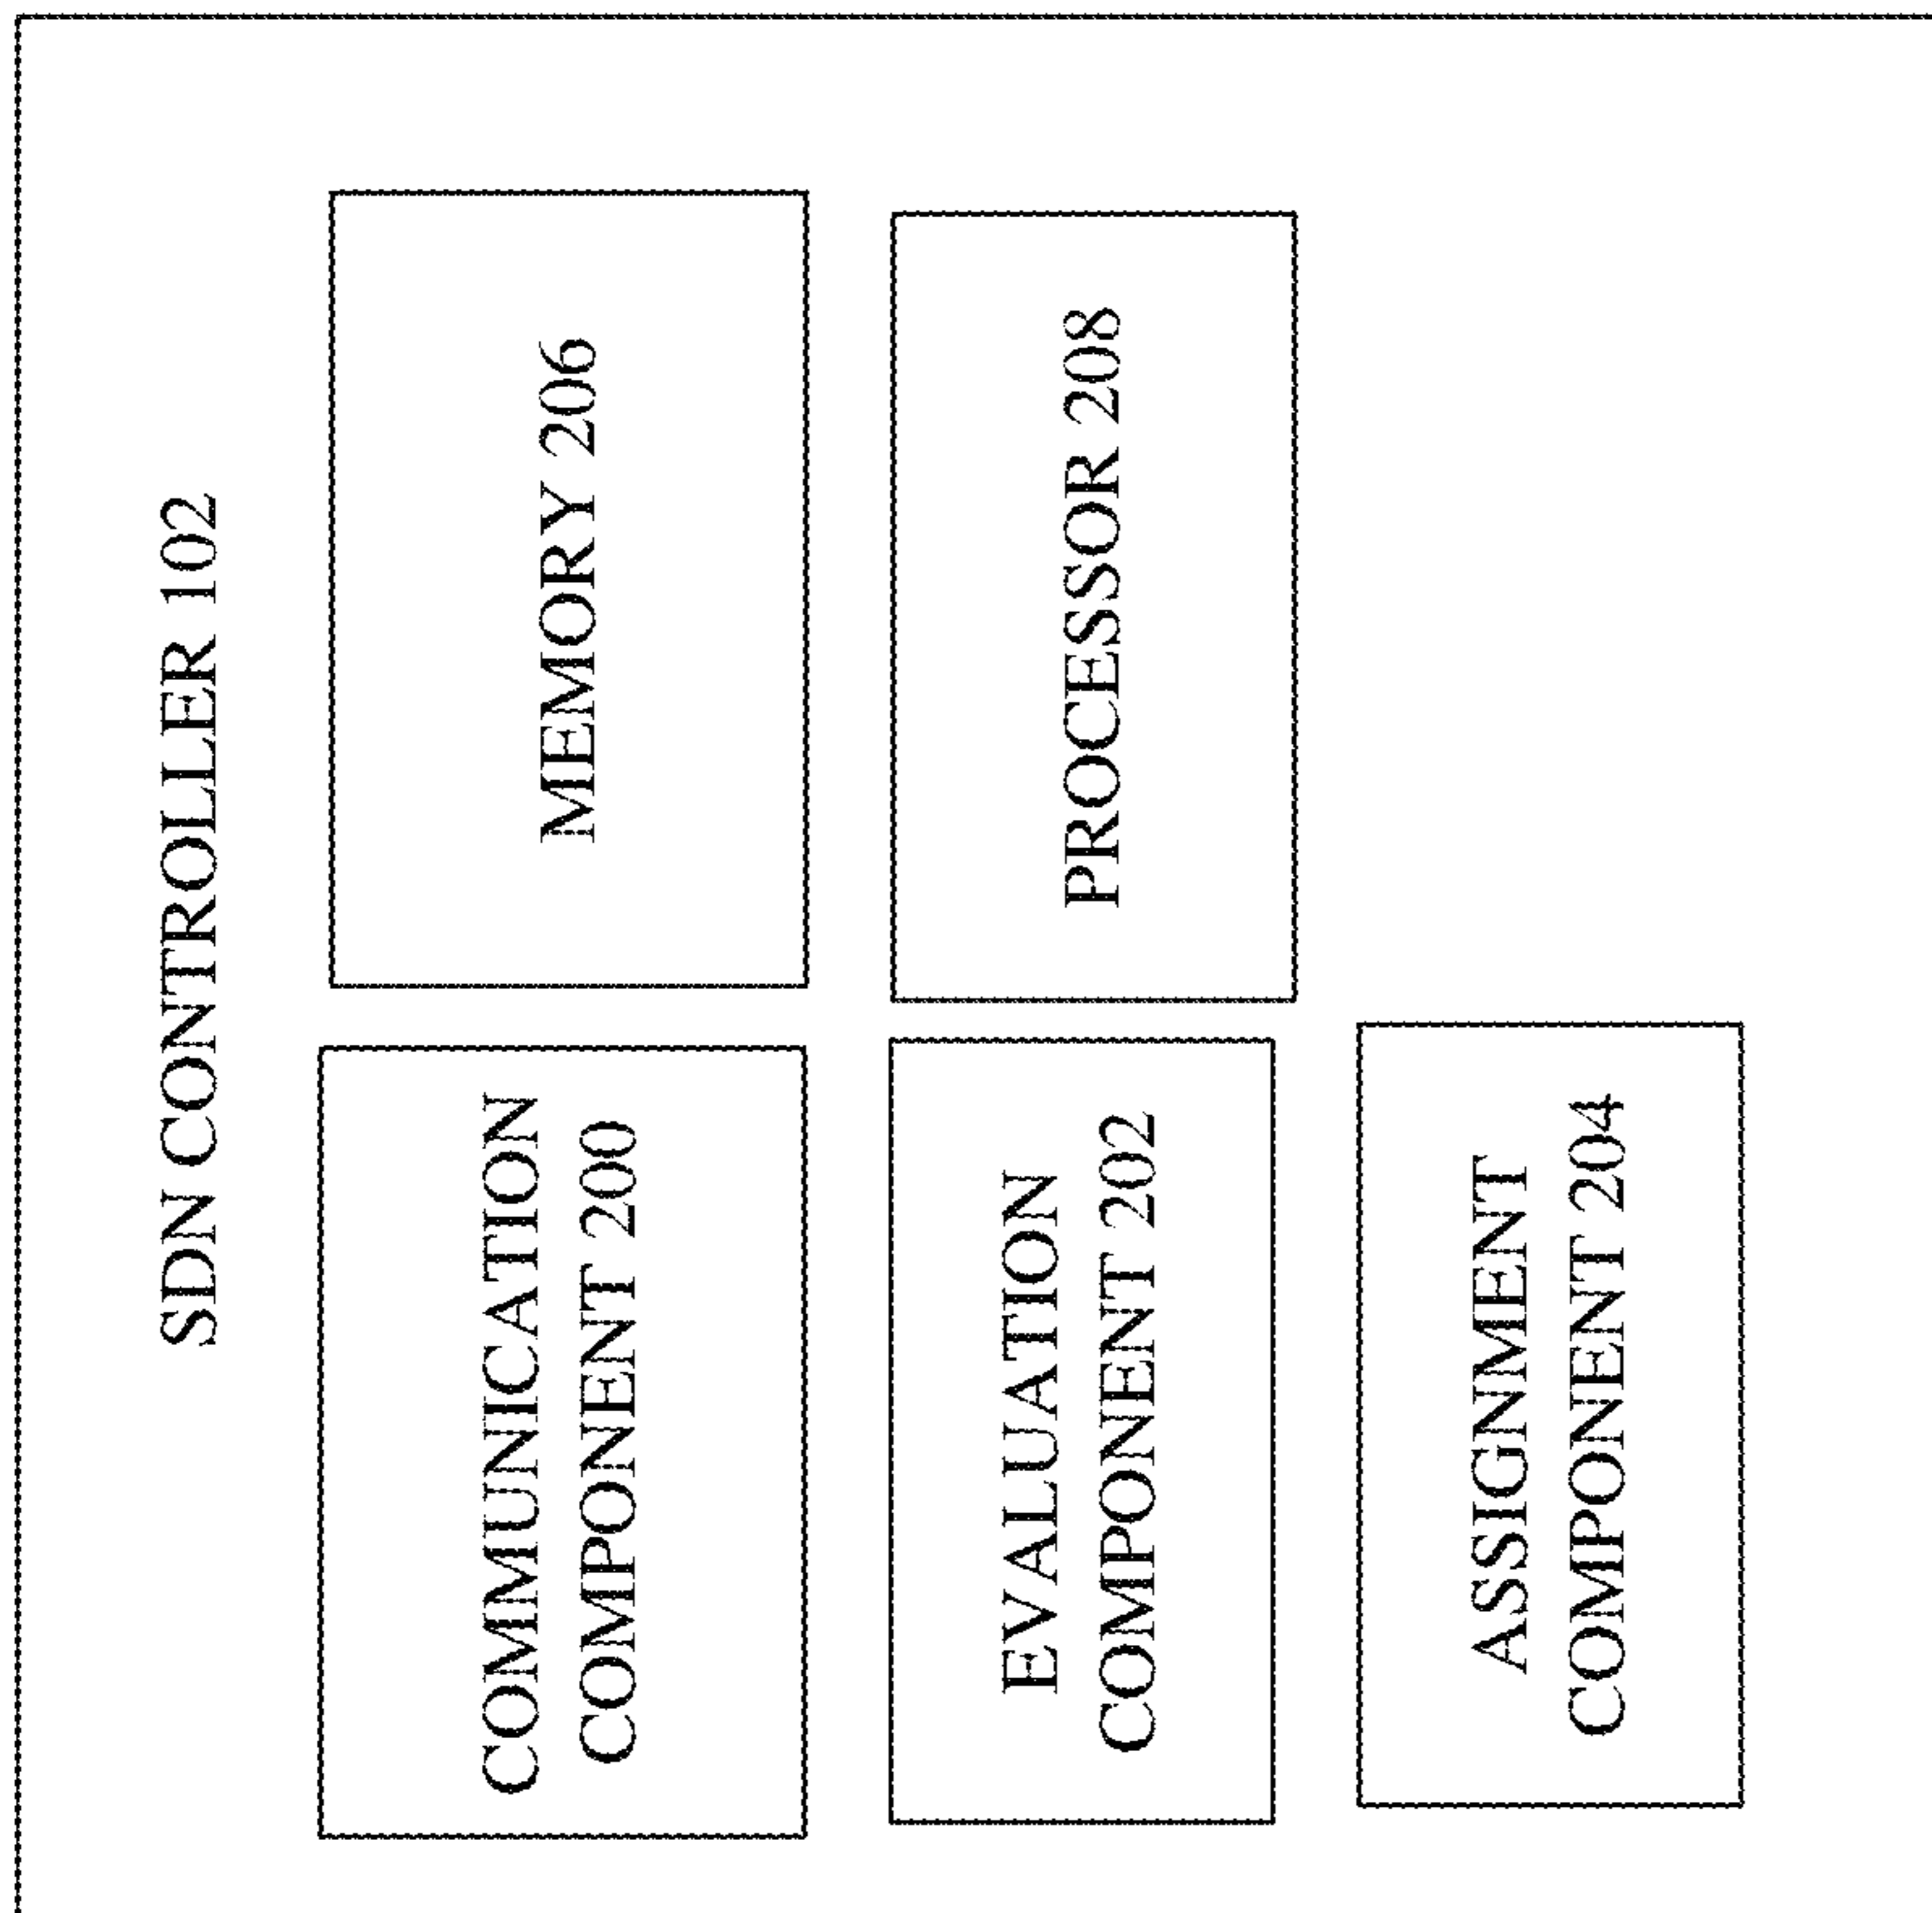 SDN CONTROLLER 102
COMMUNICATION
COMPONENT 200
MEMORY 206
EVALUATION
COMPONENT 202
PROCESSOR 208
ASSIGNMENT
COMPONENT 204